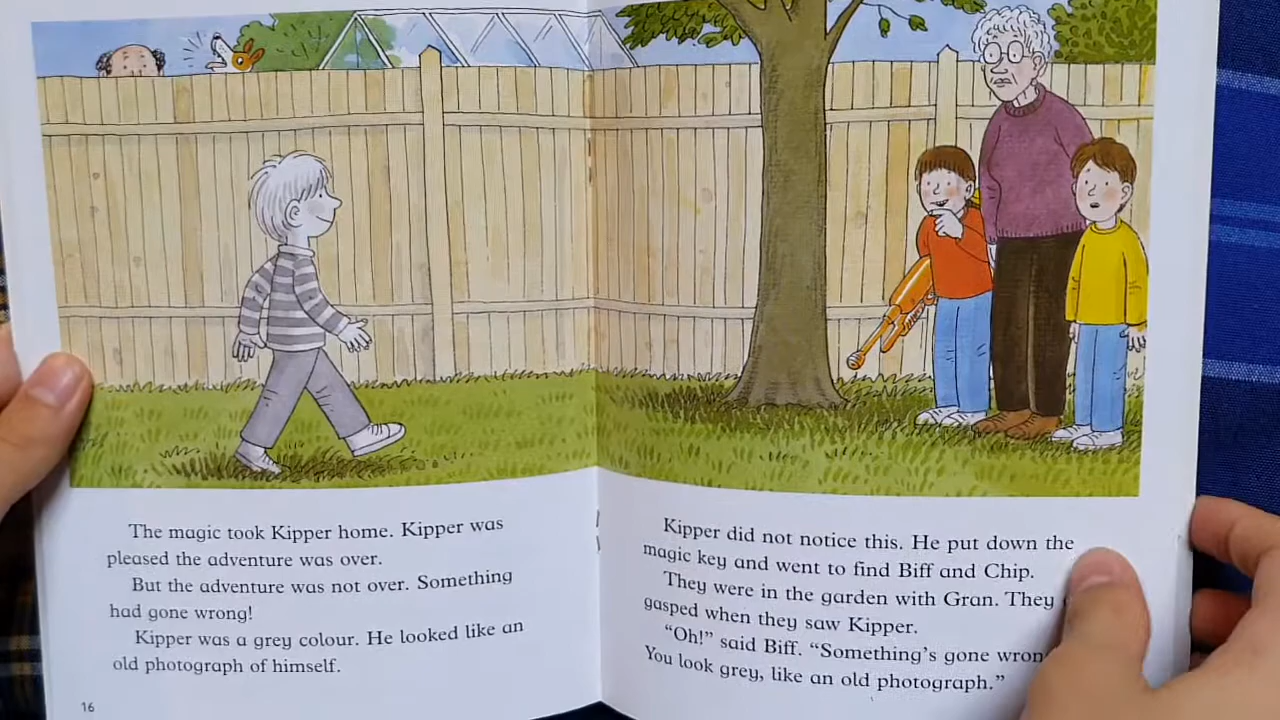 The magic took Kipper home. Kipper was
pleased the adventure was over.
But the adventure was not over. Something
had gone wrong!
Kipper was a grey colour. He looked like an
old photograph of himself.
16
Kipper did not notice this. He put down the
magic key and went to find Biff and Chip.
They were in the garden with Gran. They
gasped when they saw Kipper.
“Oh!” said Biff. “Something’s gone
You look grey, like an old photograph.”